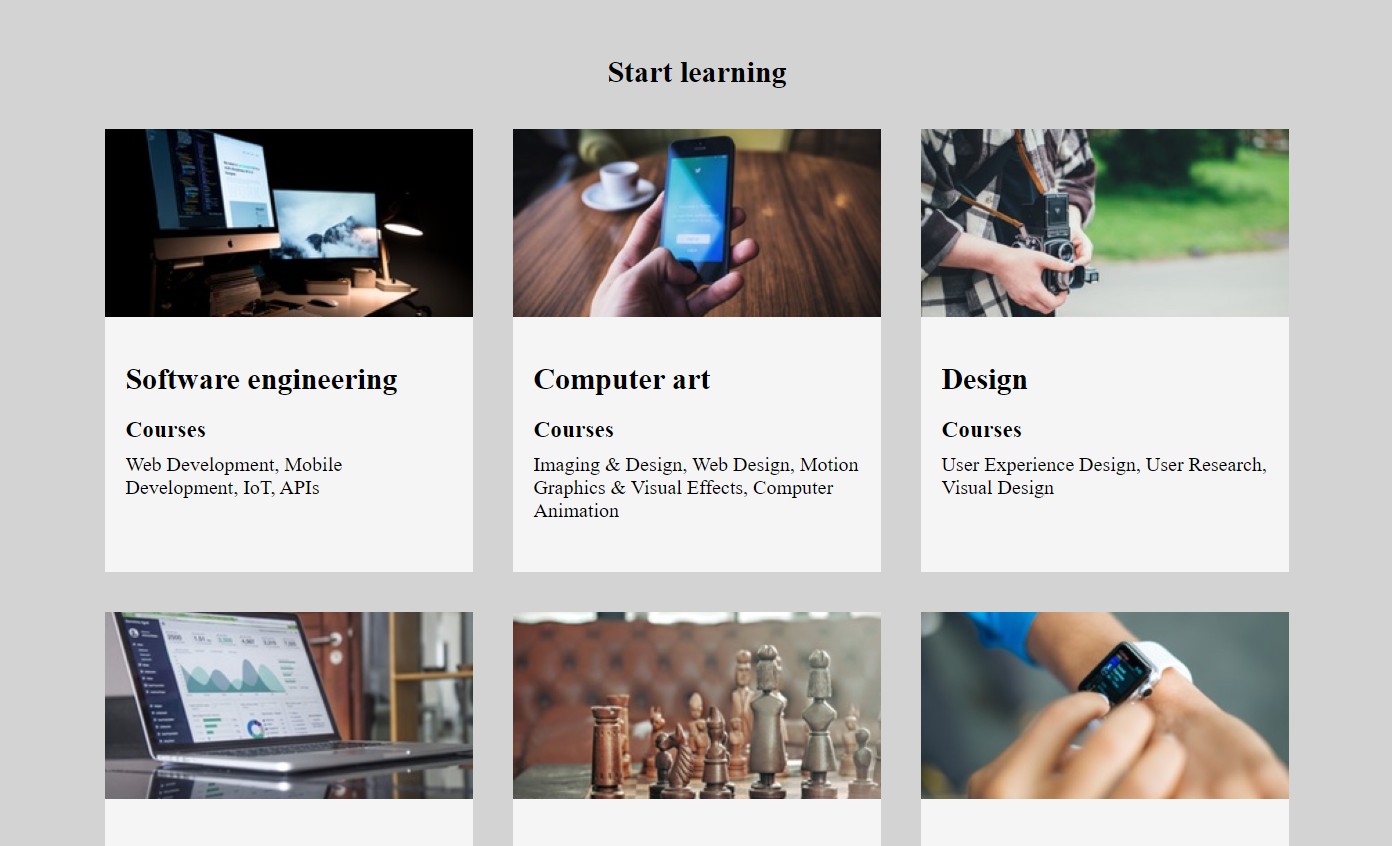 Start learning
Software engineering
Courses
Web Development, Mobile
Development, IoT, APIs
Computer art
Courses
Imaging & Design, Web Design, Motion
Graphics & Visual Effects, Computer
Animation
Design
Courses
User Experience Design, User Research,
Visual Design